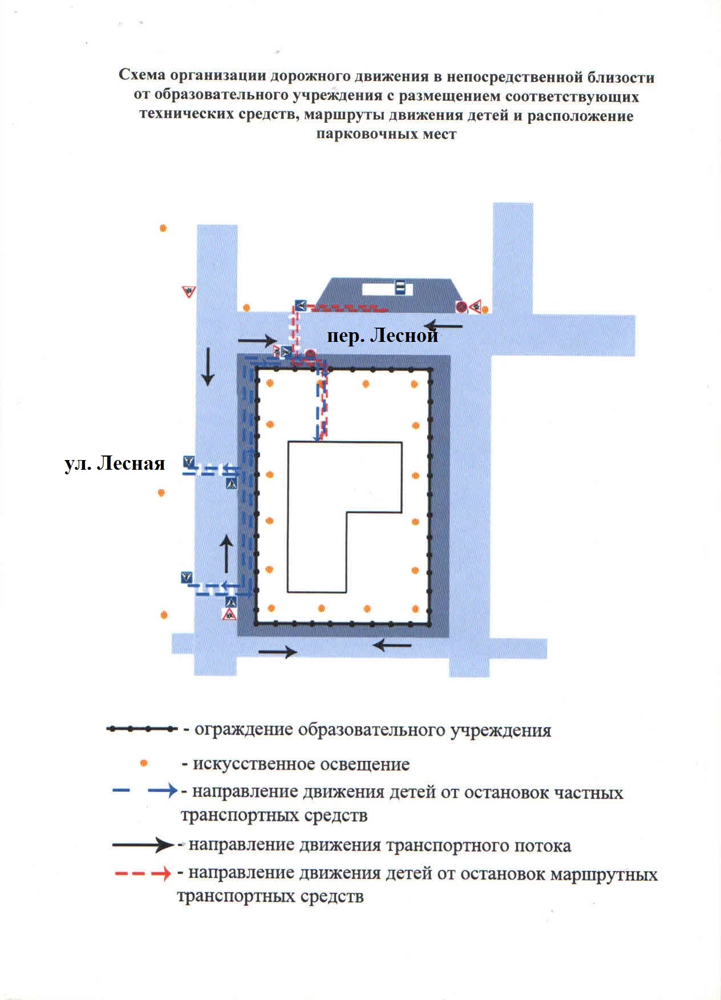 Схема организации дорожного движения в непосредственной близости
от образовательного учреждения с размещением соответствующих
технических средств, маршруты движения детей и расположение
парковочных мест
пер. Лесной
ул. Лесная
- ограждение образовательного учреждения
- искусственное освещение
- направление движения детей от остановок частных
транспортных средств
- направление движения транспортного потока
- направление движения детей от остановок маршрутных
транспортных средств